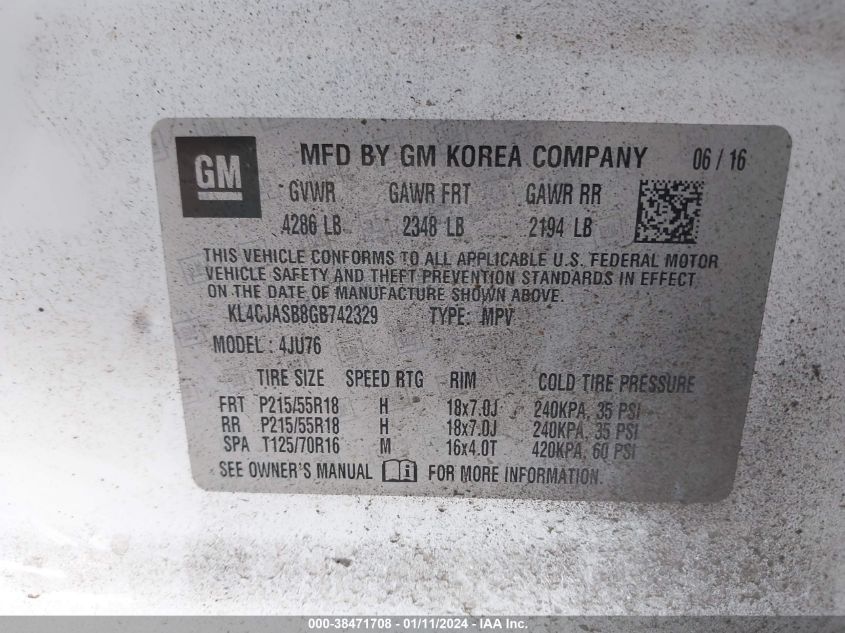 GM MFD BY GM KOREA COMPANY 06 / 16
GVWR GAWR FRT GAWR RR
4286 LB 2348 LB 2194 LB
THIS VEHICLE CONFORMS TO ALL APPLICABLE U.S. FEDERAL MOTOR
VEHICLE SAFETY AND THEFT PREVENTION STANDARDS IN EFFECT
ON THE DATE OF MANUFACTURE SHOWN ABOVE.
KL4CJASB8GB742329 TYPE: MPV
MODEL : 4JU76
TIRE SIZE SPEED RTG RIM COLD TIRE PRESSURE
FRT P215/55R18 H 18x7.0J 240KPA, 35 PSI
RR P215/55R18 H 18x7.0J 240KPA, 35 PSI
SPA T125/70R16 M 16x4.0T 420KPA, 60 PSI
SEE OWNER'S MANUAL FOR MORE INFORMATION.
000-38471708 - 01/11/2024 - IAA Inc.